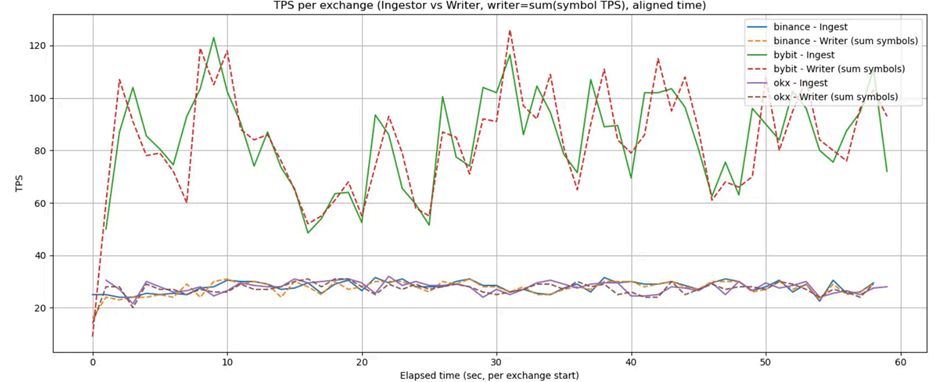 TPS per exchange (Ingestor vs Writer, writer=sum(symbol TPS), aligned time)
120
100
80
60
40
20
TPS
binance - Ingest
binance - Writer (sum symbols)
bybit - Ingest
bybit - Writer (sum symbols)
okx - Ingest
okx - Writer (sum symbols)
0
10
20
30
40
50
60
Elapsed time (sec, per exchange start)